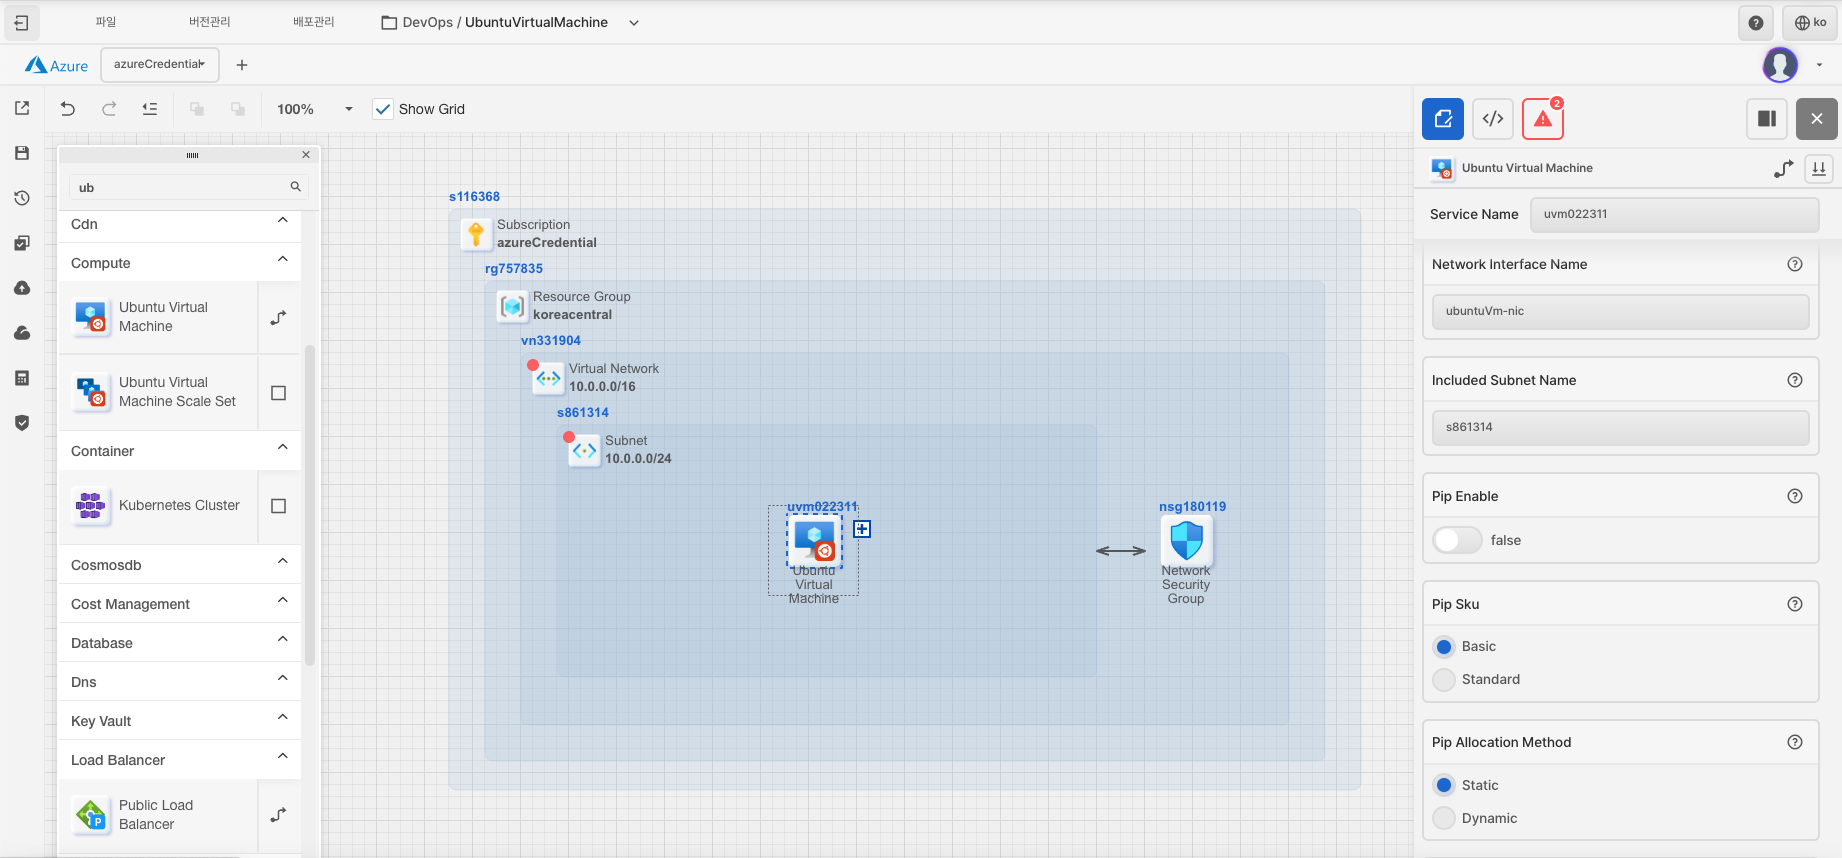 파일
버전관리
배포관리
DevOps / UbuntuVirtualMachine
ko
Azure
azureCredential
100%
Show Grid
2
ub
Cdn
Compute
Ubuntu Virtual
Machine
Ubuntu Virtual
Machine Scale Set
Container
Kubernetes Cluster
Cosmosdb
Cost Management
Database
Dns
Key Vault
Load Balancer
Public Load
Balancer
s116368
Subscription
azureCredential
rg757835
Resource Group
koreacentral
vn331904
Virtual Network
10.0.0.0/16
s861314
Subnet
10.0.0.0/24
uvm022311
Ubuntu
Virtual
Machine
nsg180119
Network
Security
Group
Ubuntu Virtual Machine
Service Name
uvm022311
Network Interface Name
ubuntuVm-nic
Included Subnet Name
s861314
Pip Enable
false
Pip Sku
Basic
Standard
Pip Allocation Method
Static
Dynamic